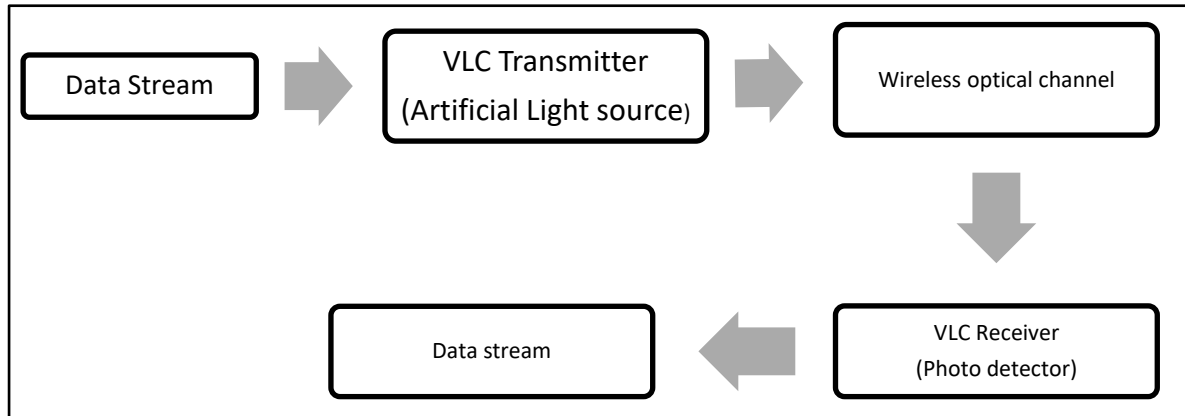 Data Stream
VLC Transmitter
(Artificial Light source)
Wireless optical channel
VLC Receiver
(Photo detector)
Data stream